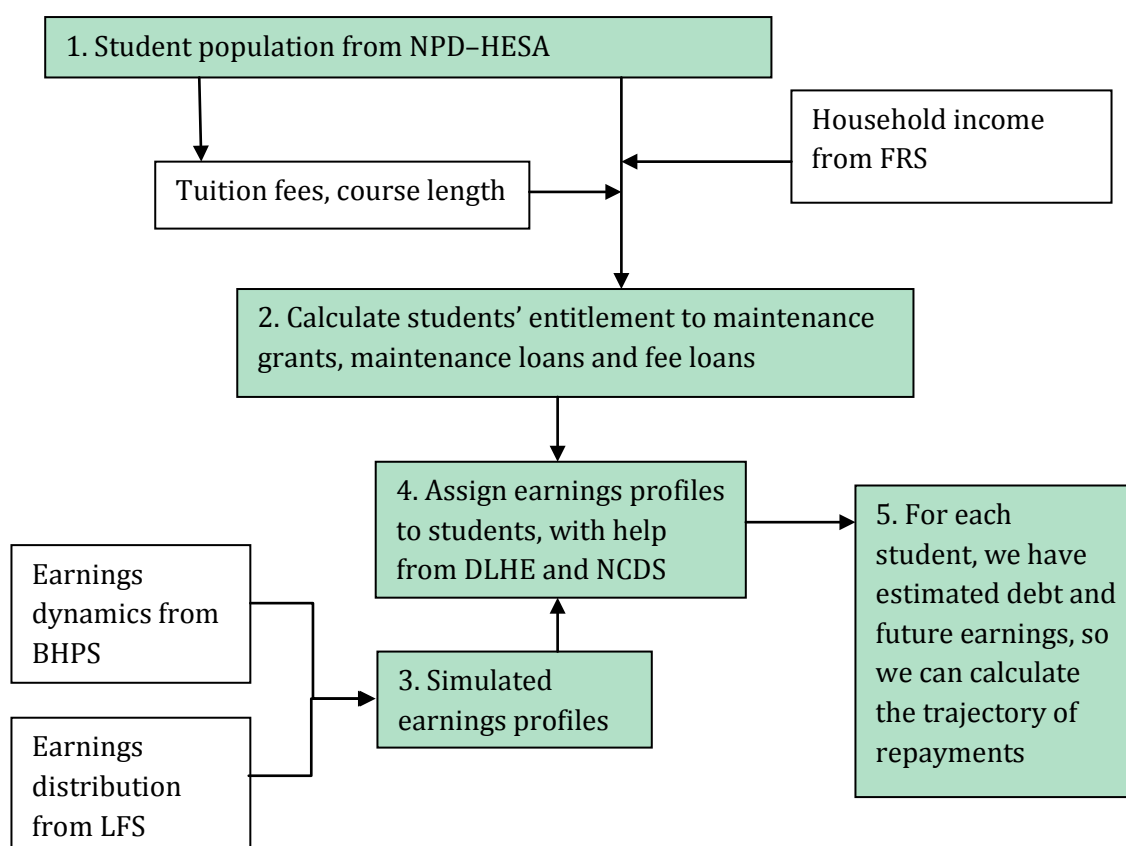 1. Student population from NPD–HESA
Household income
from FRS
Tuition fees, course length
2. Calculate students’ entitlement to maintenance
grants, maintenance loans and fee loans
4. Assign earnings profiles
to students, with help
from DLHE and NCDS
5. For each
student, we have
estimated debt and
future earnings, so
we can calculate
the trajectory of
repayments
Earnings
dynamics from
BHPS
3. Simulated
earnings profiles
Earnings
distribution
from LFS